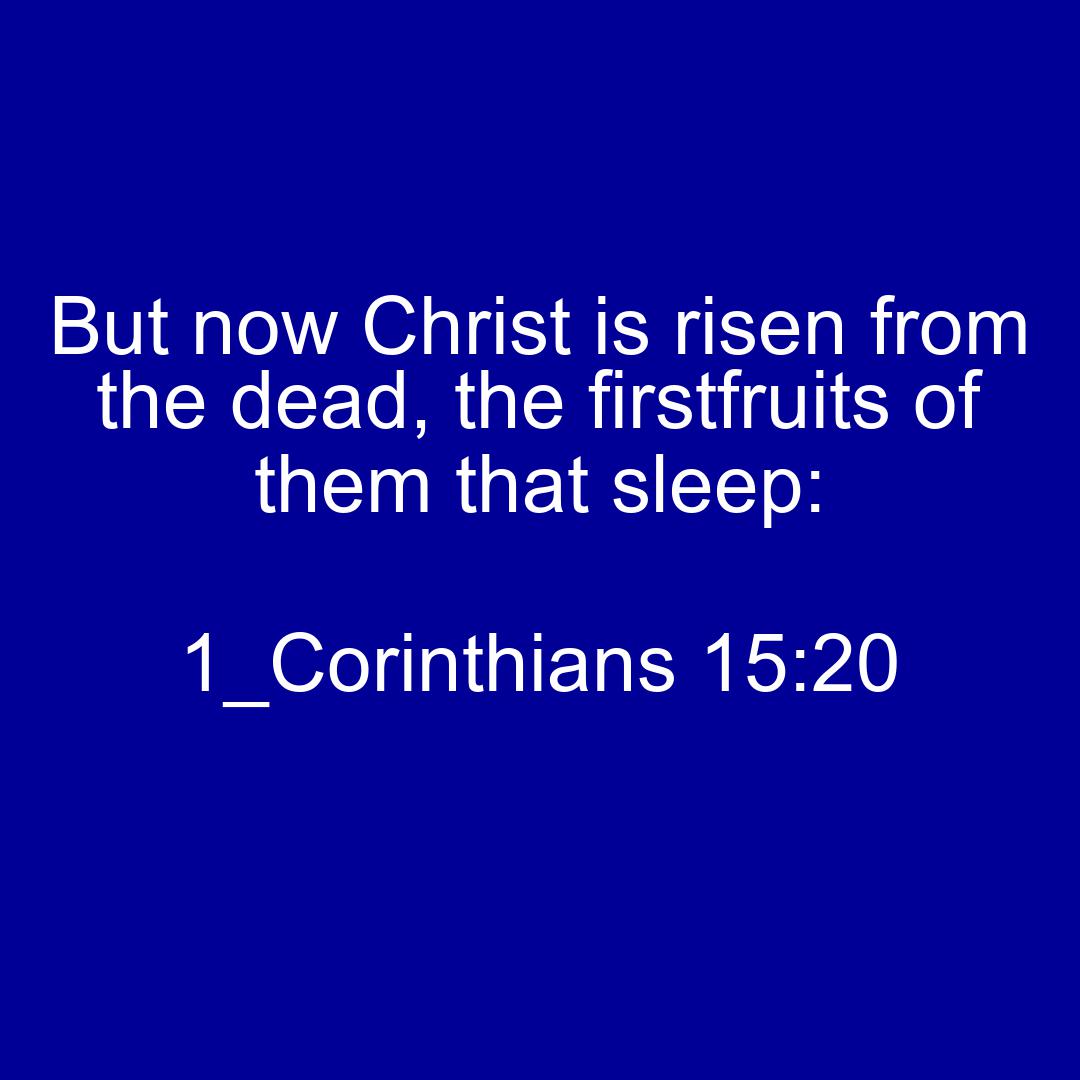 But now Christ is risen from
the dead, the firstfruits of
them that sleep:
1_Corinthians 15:20